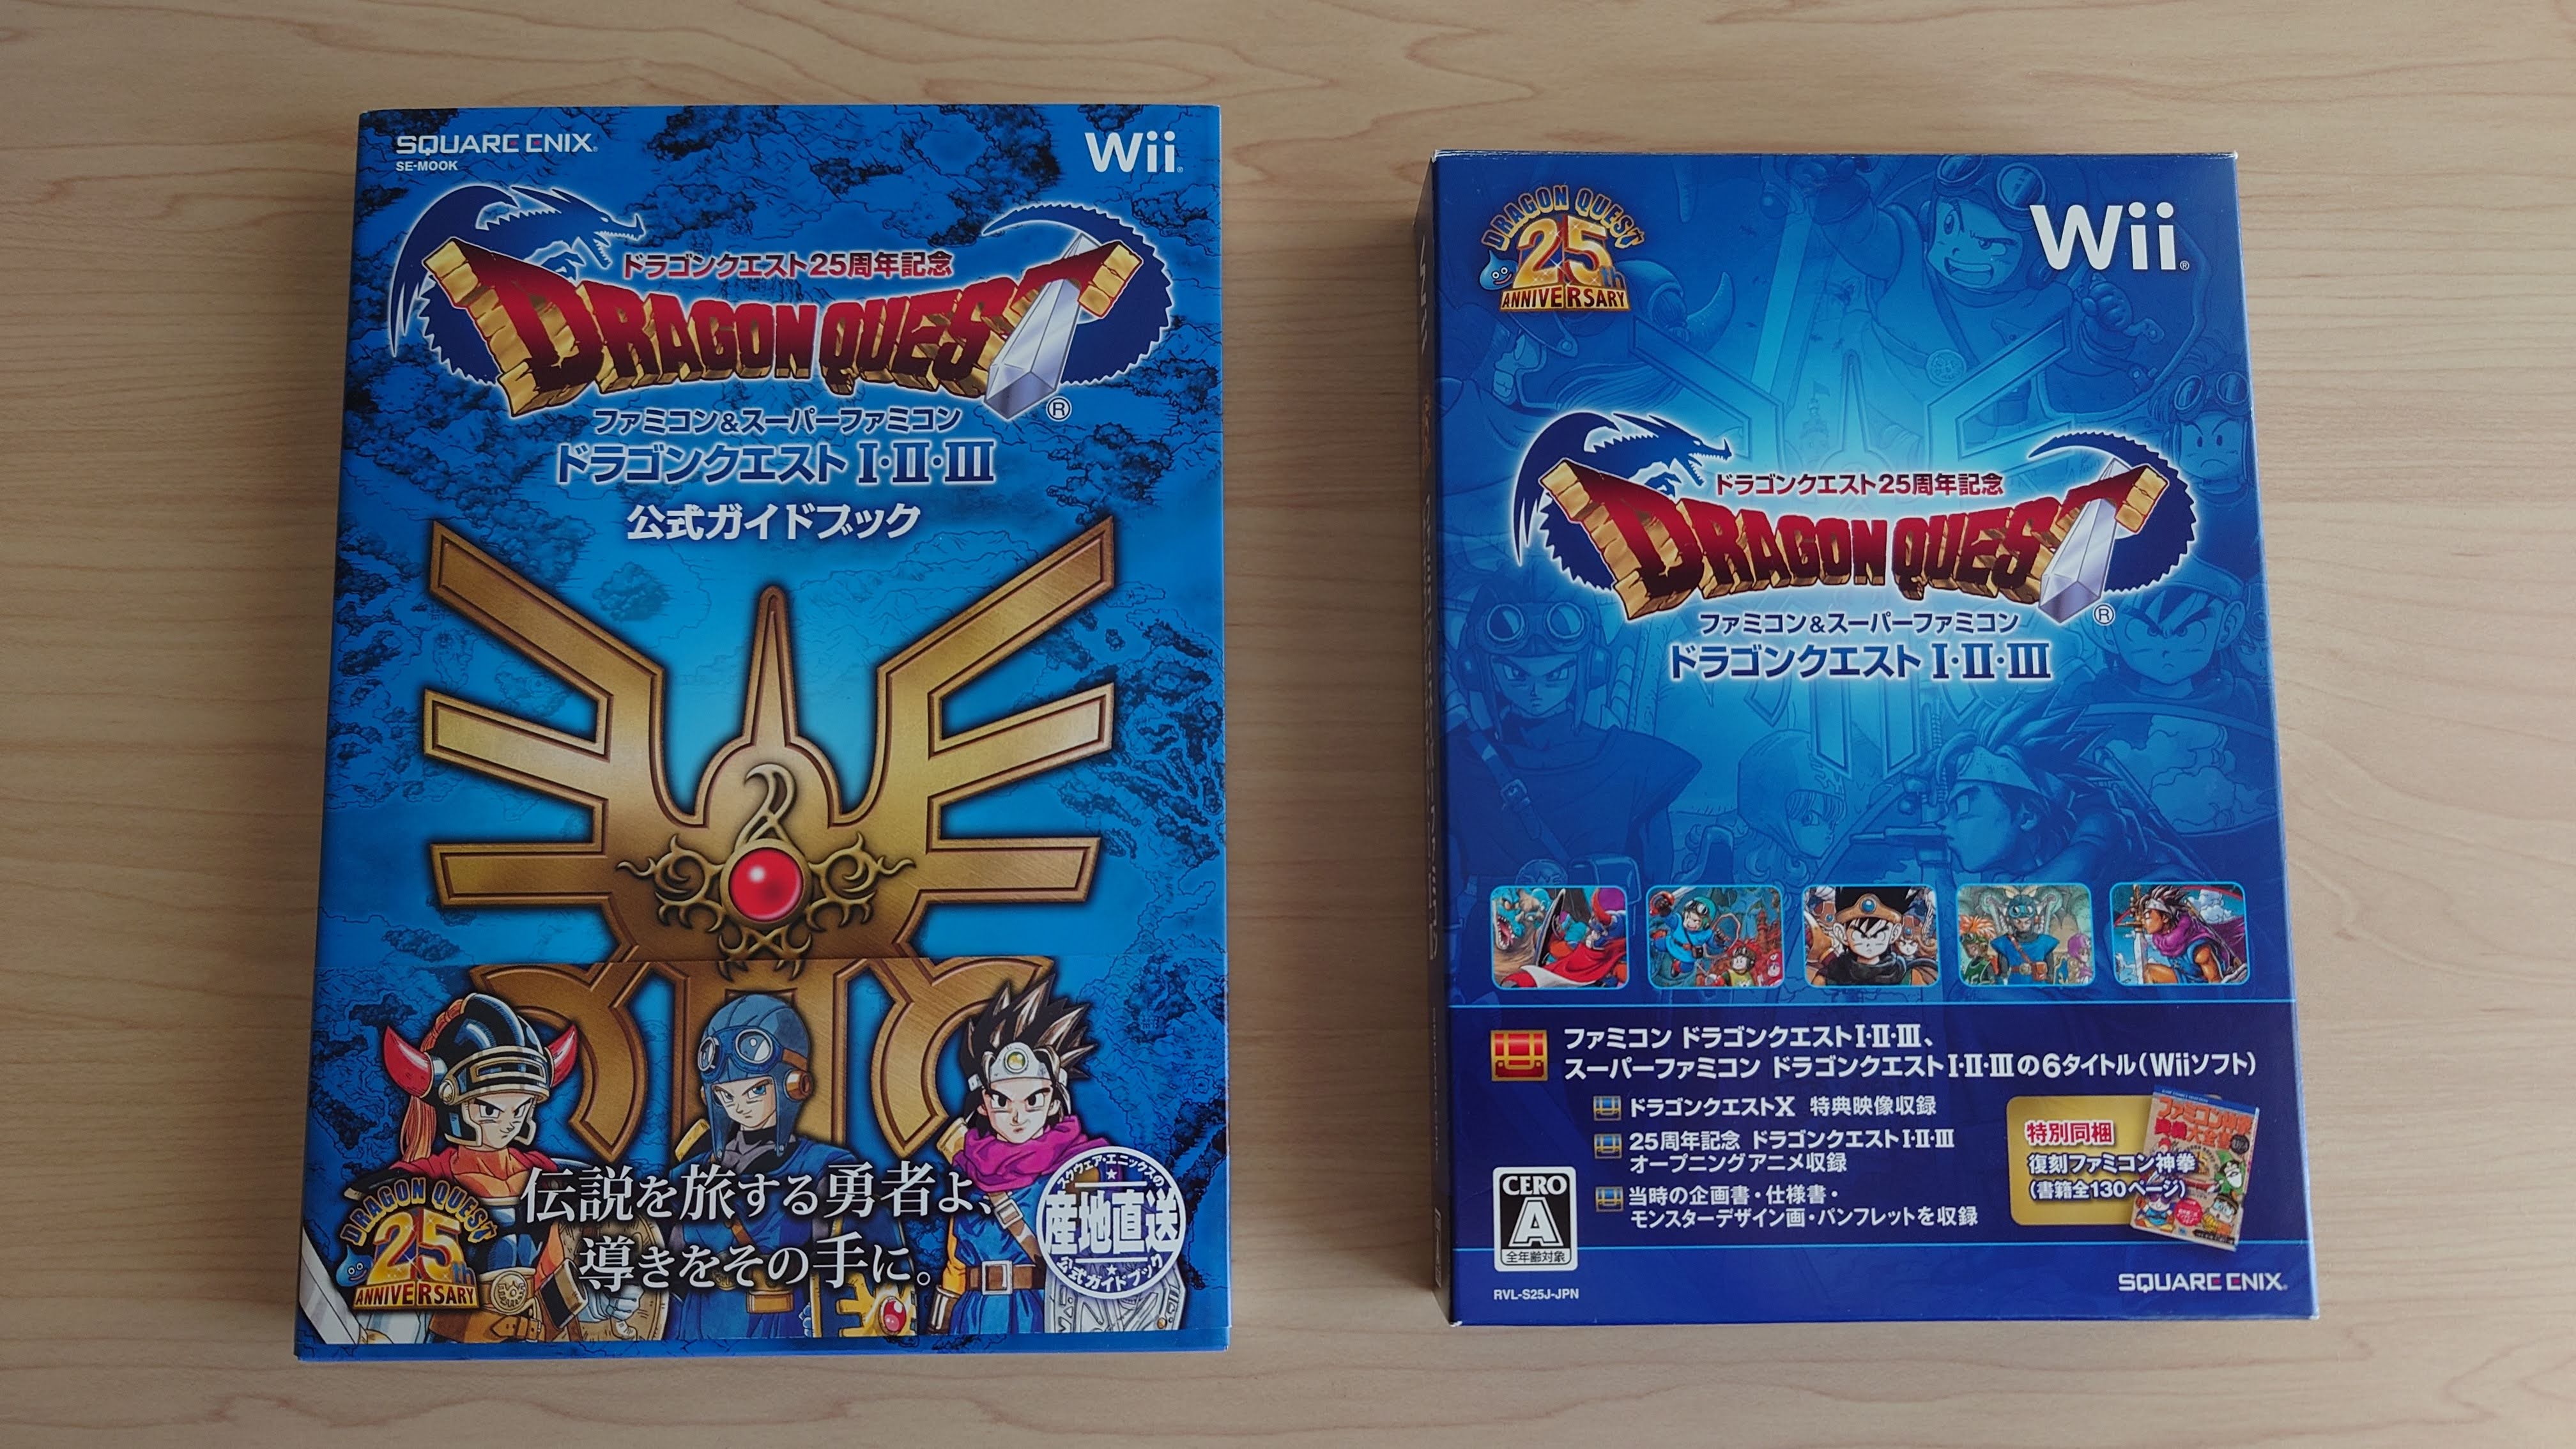 SQUARE ENIX®
SE-MOOK
Wii®
ドラゴンクエスト25周年記念
DRAGON QUEST®
ファミコン&スーパーファミコン
ドラゴンクエストⅠ・Ⅱ・Ⅲ
公式ガイドブック
伝説を旅する勇者よ、
導きをその手に。
DRAGON QUEST
25th
ANNIVERSARY
スクウェア・エニックスの
産地直送
公式ガイドブック
DRAGON QUEST
25th
ANNIVERSARY
Wii®
ドラゴンクエスト25周年記念
DRAGON QUEST®
ファミコン&スーパーファミコン
ドラゴンクエストⅠ・Ⅱ・Ⅲ
ファミコン ドラゴンクエストⅠ・Ⅱ・Ⅲ、
スーパーファミコン ドラゴンクエストⅠ・Ⅱ・Ⅲの6タイトル(Wiiソフト)
ドラゴンクエストX 特典映像収録
25周年記念 ドラゴンクエストⅠ・Ⅱ・Ⅲ
オープニングアニメ収録
当時の企画書・仕様書・
モンスターデザイン画・パンフレットを収録
特別同梱
復刻ファミコン神拳
(書籍全130ページ)
CERO
A
全年齢対象
RVL-S25J-JPN
SQUARE ENIX®